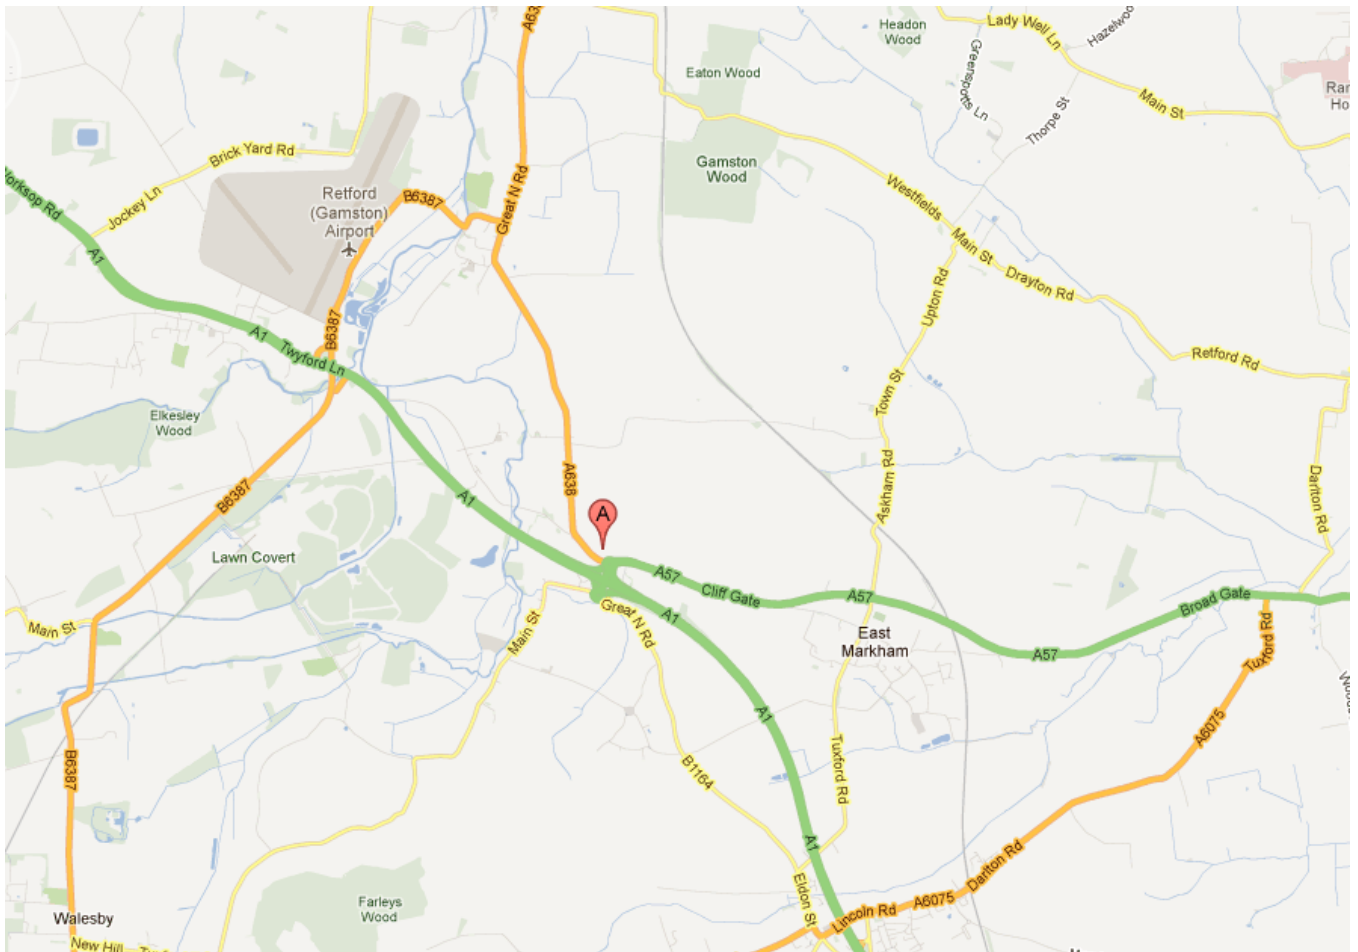 A63
Headon
Wood
Lady Well Ln
Hazelwoo
Greenspotts Ln
Eaton Wood
Main St
Ran
Ho
Thorpe St
Brick Yard Rd
Gamston
Wood
Great N Rd
Worksop Rd
Jockey Ln
Retford
(Gamston)
Airport
B6387
Westfields
A1
Main St
Drayton Rd
Upton Rd
A1
Twyford Ln
B6387
Retford Rd
Elkesley
Wood
Town St
Askham Rd
Darlton Rd
B6387
A1
A638
A
Lawn Covert
A57
Cliff Gate
A57
Broad Gate
Main St
Great N Rd
A1
East
Markham
Main St
A57
Tuxford Rd
A1
A6075
B6387
B1164
Tuxford Rd
A1
Darlton Rd
Eldon St
A6075
Lincoln Rd
Farleys
Wood
Walesby
New Hill